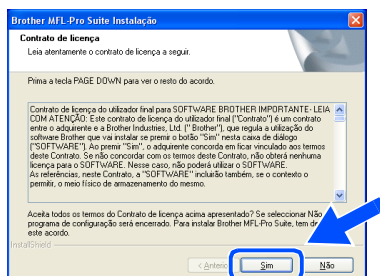 Brother MFL-Pro Suite Instalação
Contrato de licença
Leia atentamente o contrato de licença a seguir.
Prima a tecla PAGE DOWN para ver o resto do acordo.
Contrato de licença do utilizador final para SOFTWARE BROTHER IMPORTANTE- LEIA
COM ATENÇÃO: Este contrato de licença do utilizador final ("Contrato") é um contrato
entre o adquirente e a Brother Industries, Ltd. (" Brother"), que regula a utilização do
software Brother que vai instalar se premir o botão "Sim" nesta caixa de diálogo
("SOFTWARE"). Ao premir "Sim", o adquirente concorda em ficar vinculado aos termos
deste Contrato. Se não concordar com os termos deste Contrato, não obterá nenhuma
licença para o SOFTWARE. Nesse caso, não poderá utilizar o SOFTWARE.
As referências, neste Contrato, a "SOFTWARE" incluirão também, se o contexto o
permitir, o meio físico de armazenamento do mesmo.
Aceita todos os termos do Contrato de licença acima apresentado? Se seleccionar Não
programa de configuração será encerrado. Para instalar Brother MFL-Pro Suite, tem de
este acordo.
InstallShield
< Anterior Sim Não